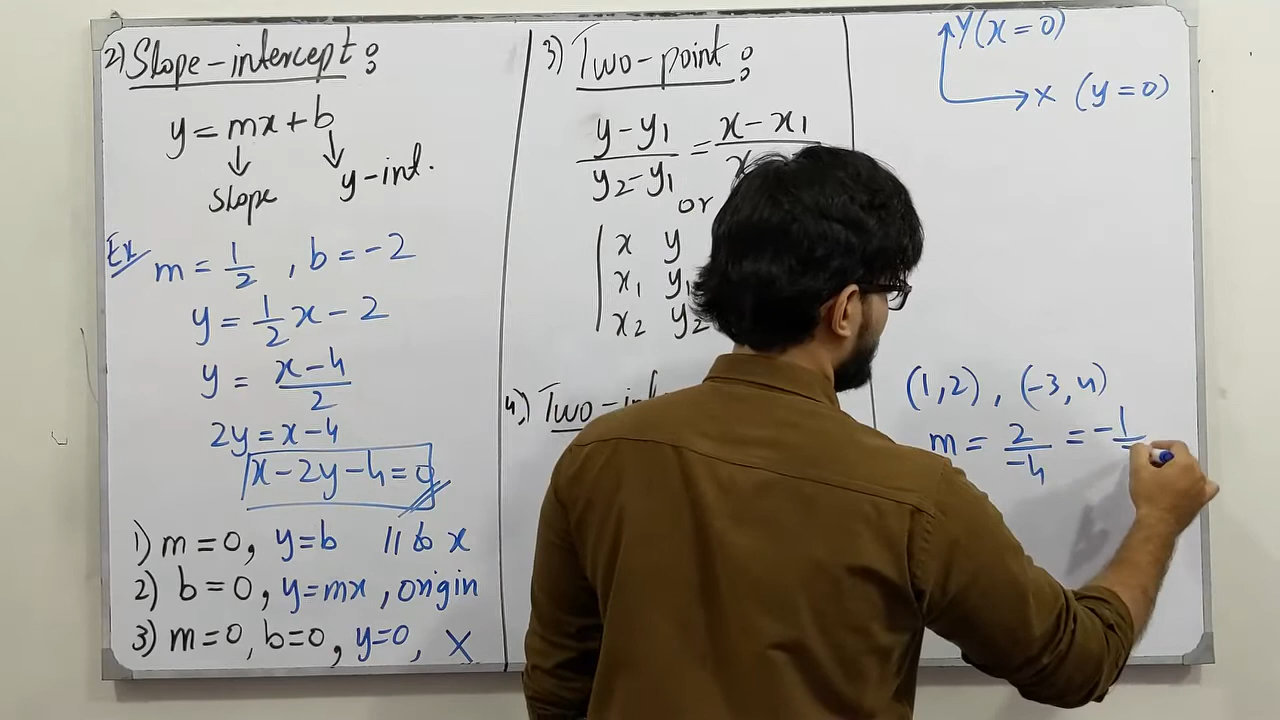 2) Slope-intercept:
y = mx + b
slope
y-int.
Ex m = 1/2 , b = -2
y = 1/2 x - 2
y = x-4/2
2y = x-4
x-2y-4=0
1) m=0, y=b // to x
2) b=0, y=mx, origin
3) m=0, b=0, y=0, X
3) Two-point:
y-y₁/y₂-y₁ = x-x₁/x
or
x y
x₁ y₁
x₂ y₂
4) Two-in
Y(x=0)
X (y=0)
(1,2), (-3,4)
m = 2/-4 = -1